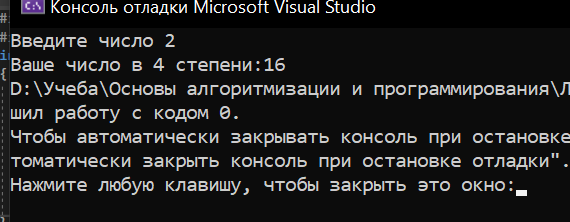 Консоль отладки Microsoft Visual Studio
Введите число 2
Ваше число в 4 степени:16
D:\Учеба\Основы алгоритмизации и программирования\Л
шил работу с кодом 0.
Чтобы автоматически закрывать консоль при остановке
томатически закрыть консоль при остановке отладки".
Нажмите любую клавишу, чтобы закрыть это окно: